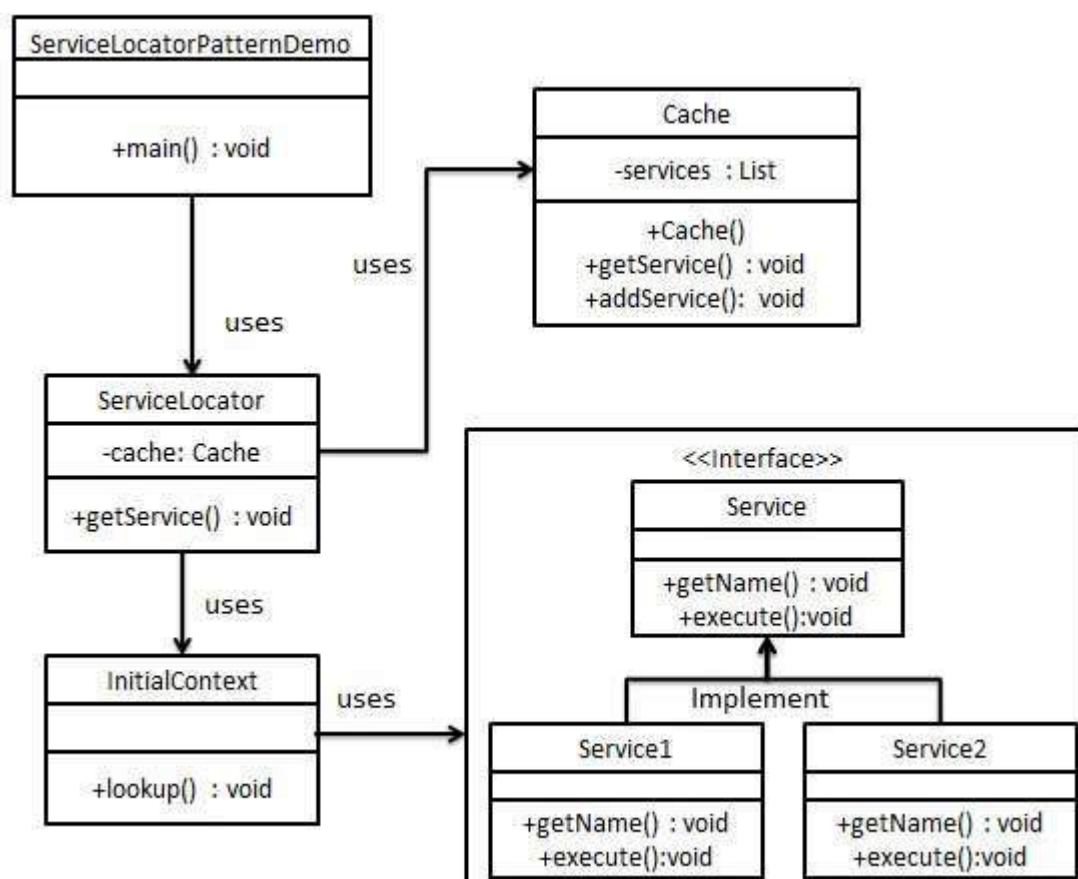 ServiceLocatorPatternDemo
+main() : void
uses
Cache
-services : List
+Cache()
+getService() : void
+addService(): void
uses
ServiceLocator
-cache: Cache
+getService() : void
uses
InitialContext
+lookup() : void
uses
<<Interface>>
Service
+getName() : void
+execute():void
Implement
Service1
+getName() : void
+execute():void
Service2
+getName() : void
+execute():void